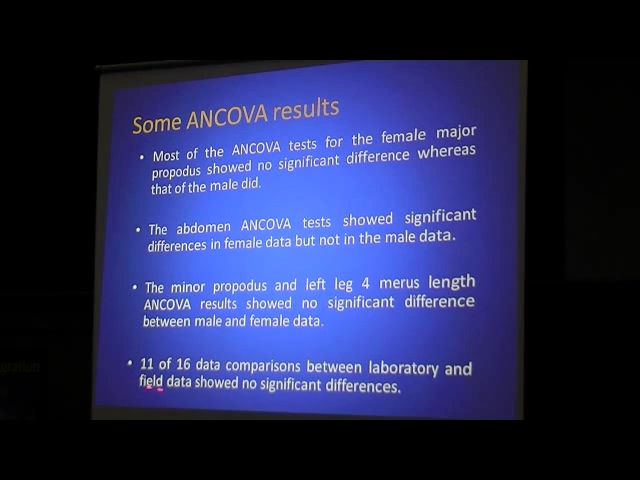 Some ANCOVA results
• Most of the ANCOVA tests for the female major
propodus showed no significant difference whereas
that of the male did.
• The abdomen ANCOVA tests showed significant
differences in female data but not in the male data.
• The minor propodus and left leg 4 merus length
ANCOVA results showed no significant difference
between male and female data.
• 11 of 16 data comparisons between laboratory and
field data showed no significant differences.